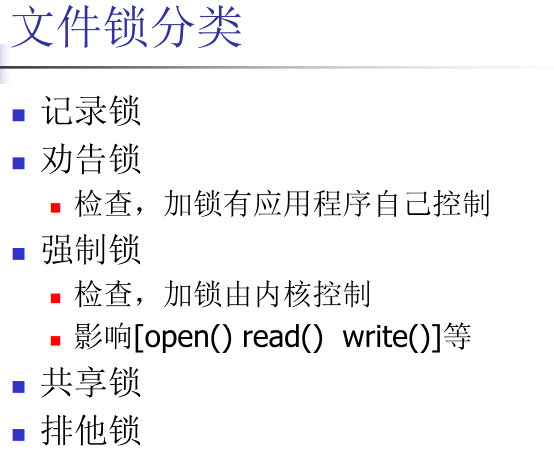 文件锁分类
记录锁
劝告锁
检查，加锁有应用程序自己控制
强制锁
检查，加锁由内核控制
影响[open() read()  write()]等
共享锁
排他锁